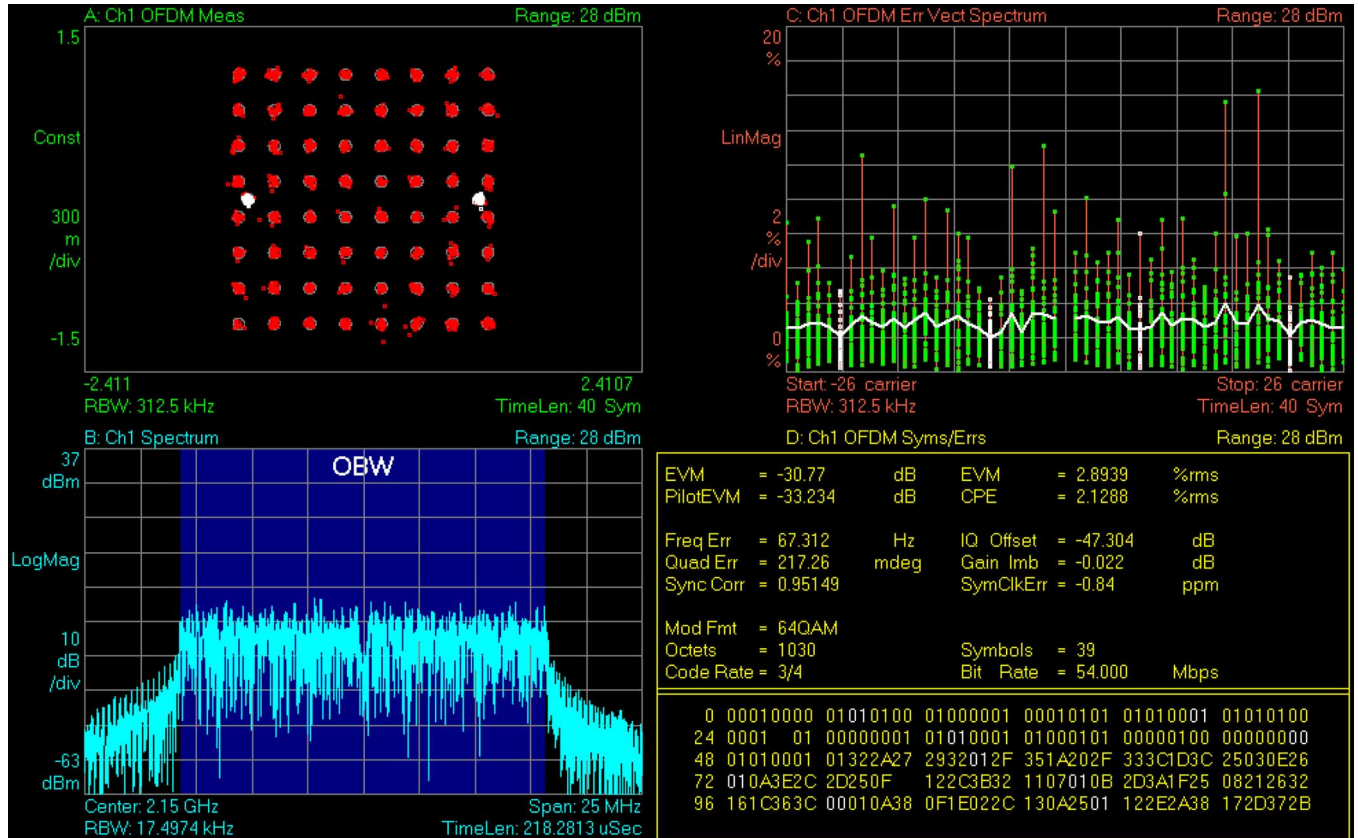 A: Ch1 OFDM Meas Range: 28 dBm
1.5
Const
300
m
/div
-1.5
-2.411 2.4107
RBW: 312.5 kHz TimeLen: 40 Sym
C: Ch1 OFDM Err Vect Spectrum Range: 28 dBm
20
%
LinMag
2
%
/div
0
%
Start: -26 carrier Stop: 26 carrier
RBW: 312.5 kHz TimeLen: 40 Sym
B: Ch1 Spectrum Range: 28 dBm
37
dBm
OBW
LogMag
10
dB
/div
-63
dBm
Center: 2.15 GHz Span: 25 MHz
RBW: 17.4974 kHz TimeLen: 218.2813 uSec
D: Ch1 OFDM Syms/Errs Range: 28 dBm
EVM = -30.77 dB EVM = 2.8939 %rms
PilotEVM = -33.234 dB CPE = 2.1288 %rms
Freq Err = 67.312 Hz IQ Offset = -47.304 dB
Quad Err = 217.26 mdeg Gain Imb = -0.022 dB
Sync Corr = 0.95149 SymClkErr = -0.84 ppm
Mod Fmt = 64QAM
Octets = 1030 Symbols = 39
Code Rate = 3/4 Bit Rate = 54.000 Mbps
0 00010000 01010100 01000001 00010101 01010001 01010100
24 0001 01 00000001 01010001 01000101 00000100 00000000
48 01010001 01322A27 2932012F 351A202F 333C1D3C 25030E26
72 010A3E2C 2D250F 122C3B32 1107010B 2D3A1F25 08212632
96 161C363C 00010A38 0F1E022C 130A2501 122E2A38 172D372B